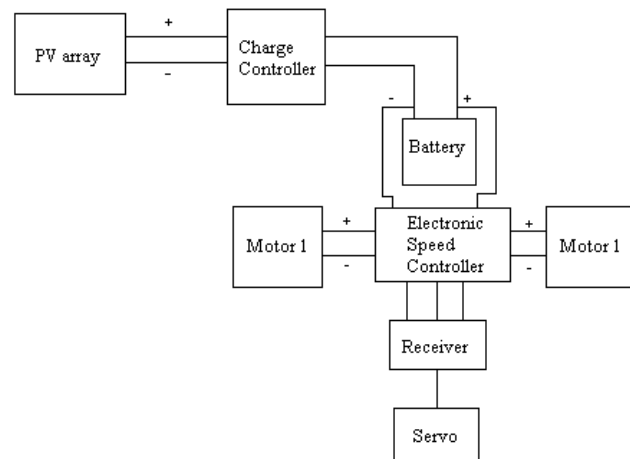 +
PV array
-
Charge
Controller
-
+
Battery
Motor 1
+
-
Electronic
Speed
Controller
+
-
Motor 1
Receiver
Servo